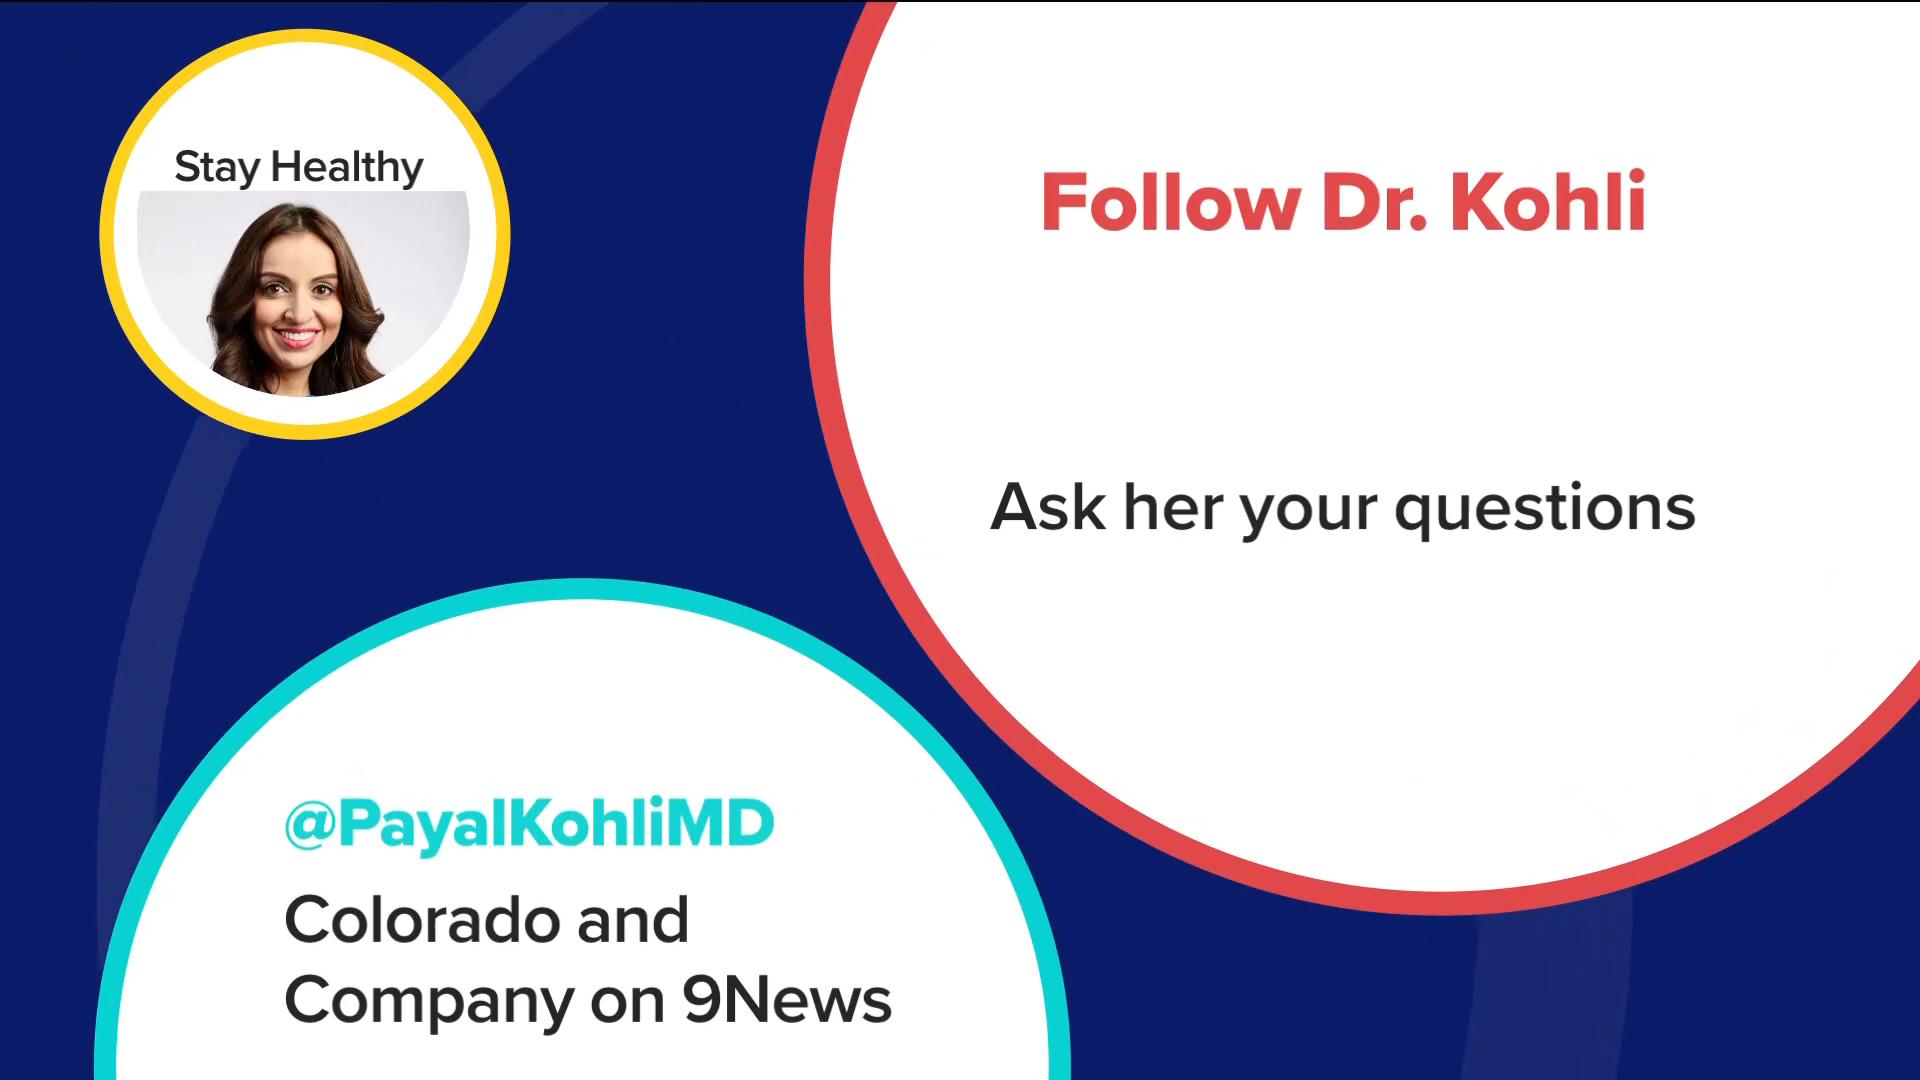 Stay Healthy
Follow Dr. Kohli
Ask her your questions
@PayalKohliMD
Colorado and
Company on 9News